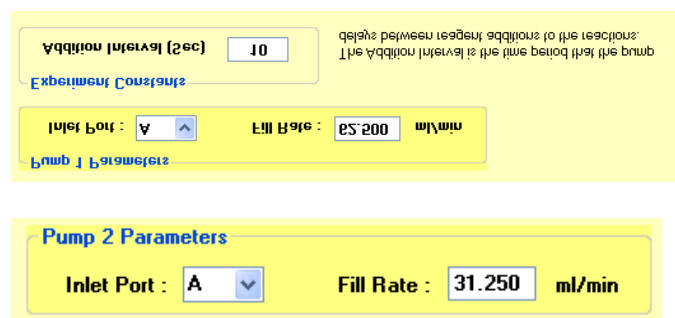 Pump 1 Parameters
Inlet Port : A Fill Rate : 62.500 ml/min
Experiment Constants
Addition Interval (Sec) 10
The Addition Interval is the time period that the pump
delays between reagent additions to the reactions.
Pump 2 Parameters
Inlet Port : A Fill Rate : 31.250 ml/min